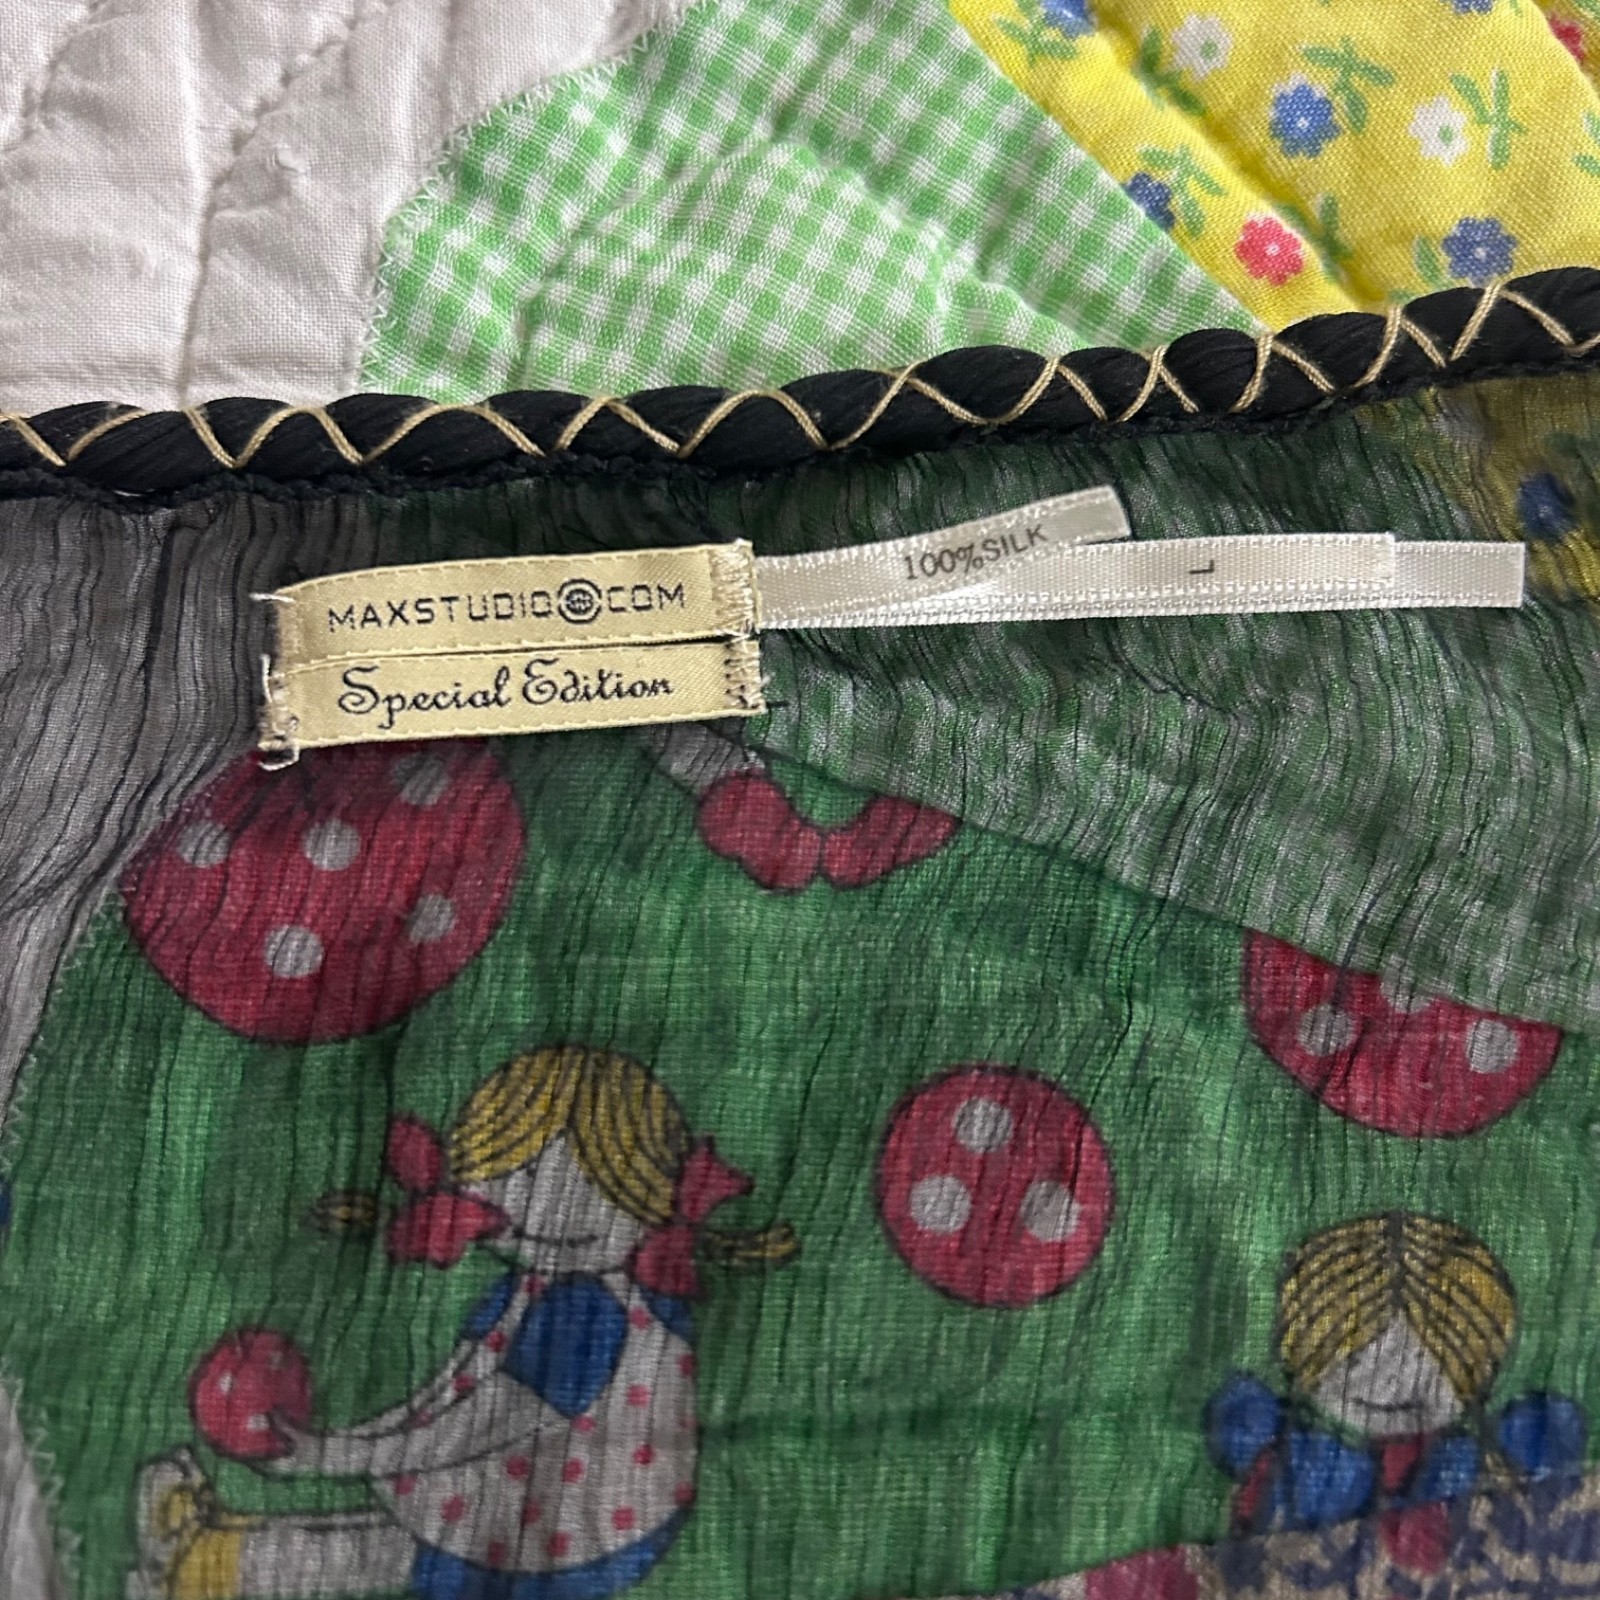 MAXSTUDIO COM
Special Edition
100%SILK
L